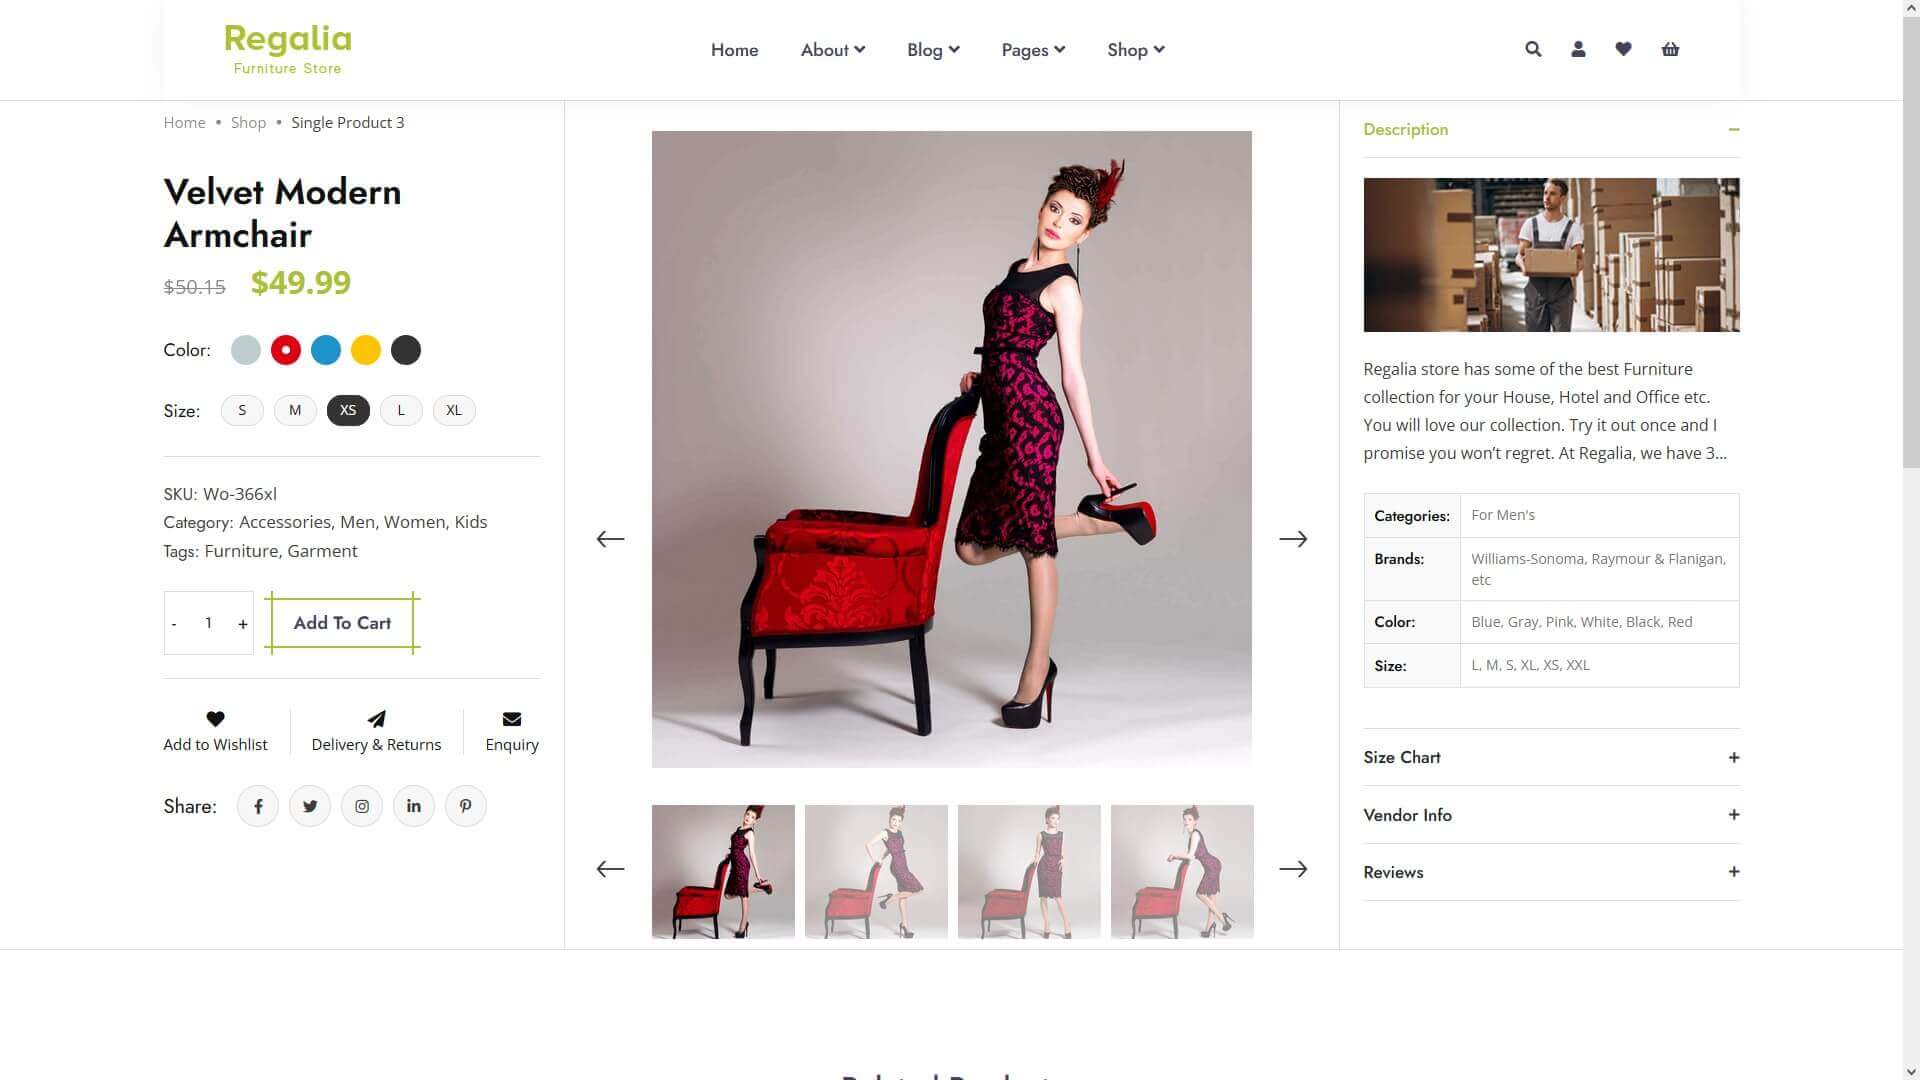 Regalia
Furniture Store
Home
About
Blog
Pages
Shop
Home • Shop • Single Product 3
Velvet Modern
Armchair
$50.15 $49.99
Color:
Size: S M XS L XL
SKU: Wo-366xl
Category: Accessories, Men, Women, Kids
Tags: Furniture, Garment
- 1 +
Add To Cart
Add to Wishlist
Delivery & Returns
Enquiry
Share:
Description
Regalia store has some of the best Furniture
collection for your House, Hotel and Office etc.
You will love our collection. Try it out once and I
promise you won't regret. At Regalia, we have 3...
Categories: For Men's
Brands: Williams-Sonoma, Raymour & Flanigan,
etc
Color: Blue, Gray, Pink, White, Black, Red
Size: L, M, S, XL, XS, XXL
Size Chart
Vendor Info
Reviews